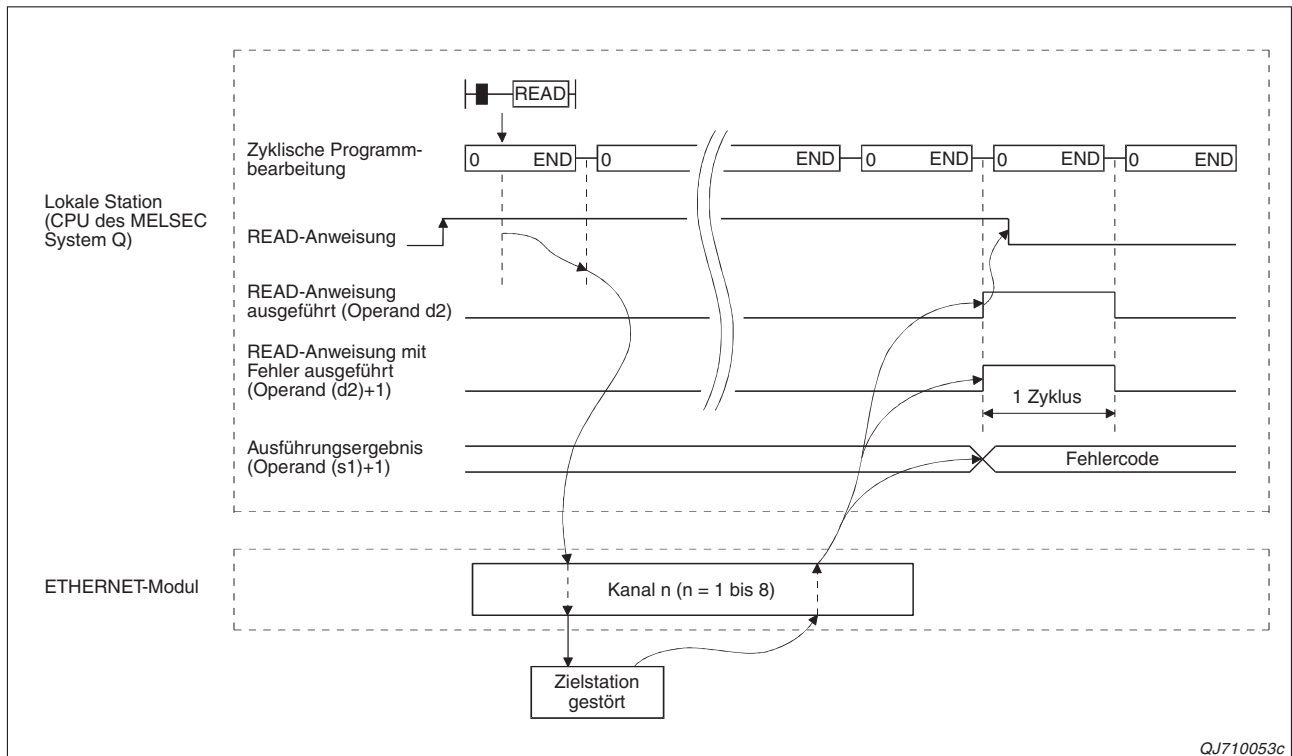 READ
Zyklische Programm-
bearbeitung
0 END 0 END 0 END 0 END 0 END
Lokale Station
(CPU des MELSEC
System Q)
READ-Anweisung
READ-Anweisung
ausgeführt (Operand d2)
READ-Anweisung mit
Fehler ausgeführt
(Operand (d2)+1)
1 Zyklus
Ausführungsergebnis
(Operand (s1)+1)
Fehlercode
ETHERNET-Modul
Kanal n (n = 1 bis 8)
Zielstation
gestört
QJ710053c